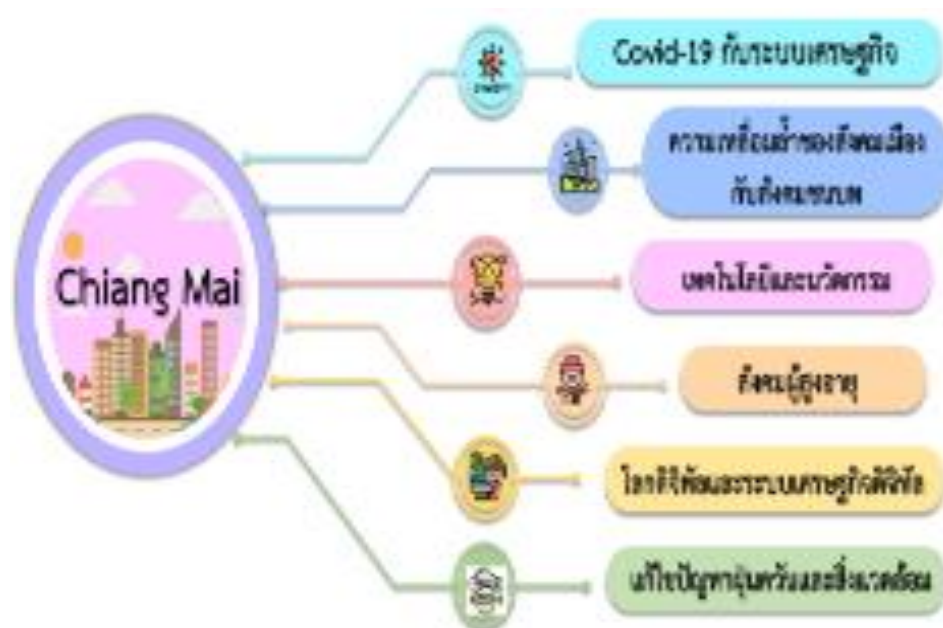 Chiang Mai
Covid-19 กับระบบเศรษฐกิจ
ความเหลื่อมล้ำของสังคมเมือง
กับสังคมชนบท
เทคโนโลยีและนวัตกรรม
สังคมผู้สูงอายุ
โลกดิจิทัลและระบบเศรษฐกิจดิจิทัล
แก้ไขปัญหาฝุ่นควันและสิ่งแวดล้อม